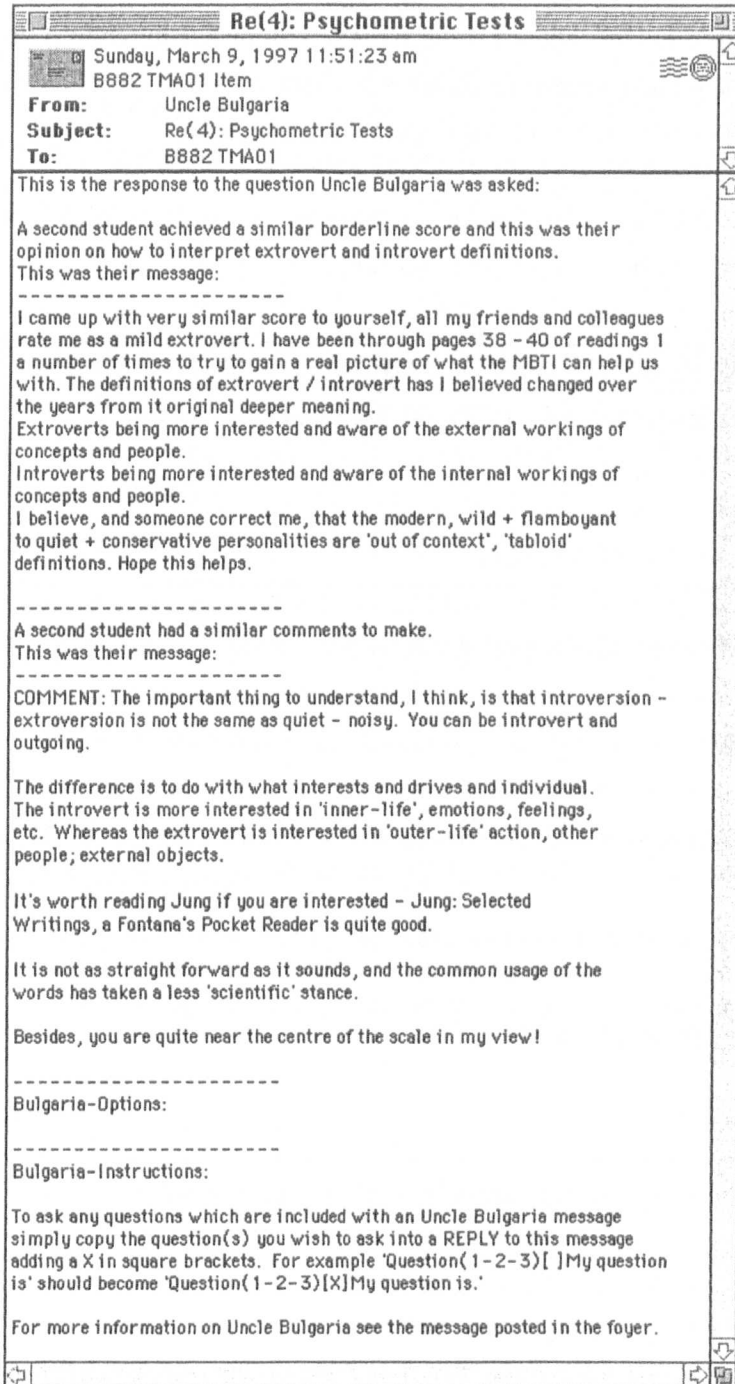 Re(4): Psychometric Tests
Sunday, March 9, 1997 11:51:23 am
B882 TMA01 Item
From: Uncle Bulgaria
Subject: Re(4): Psychometric Tests
To: B882 TMA01
This is the response to the question Uncle Bulgaria was asked:
A second student achieved a similar borderline score and this was their
opinion on how to interpret extrovert and introvert definitions.
This was their message:
-----------------------
I came up with very similar score to yourself, all my friends and colleagues
rate me as a mild extrovert. I have been through pages 38 - 40 of readings 1
a number of times to try to gain a real picture of what the MBTI can help us
with. The definitions of extrovert / introvert has I believed changed over
the years from it original deeper meaning.
Extroverts being more interested and aware of the external workings of
concepts and people.
Introverts being more interested and aware of the internal workings of
concepts and people.
I believe, and someone correct me, that the modern, wild + flamboyant
to quiet + conservative personalities are 'out of context', 'tabloid'
definitions. Hope this helps.
-----------------------
A second student had a similar comments to make.
This was their message:
-----------------------
COMMENT: The important thing to understand, I think, is that introversion -
extroversion is not the same as quiet - noisy. You can be introvert and
outgoing.
The difference is to do with what interests and drives and individual.
The introvert is more interested in 'inner-life', emotions, feelings,
etc. Whereas the extrovert is interested in 'outer-life' action, other
people; external objects.
It's worth reading Jung if you are interested - Jung: Selected
Writings, a Fontana's Pocket Reader is quite good.
It is not as straight forward as it sounds, and the common usage of the
words has taken a less 'scientific' stance.
Besides, you are quite near the centre of the scale in my view!
-----------------------
Bulgaria-Options:
-----------------------
Bulgaria-Instructions:
To ask any questions which are included with an Uncle Bulgaria message
simply copy the question(s) you wish to ask into a REPLY to this message
adding a X in square brackets. For example 'Question(1-2-3)[ ]My question
is' should become 'Question(1-2-3)[X]My question is.'
For more information on Uncle Bulgaria see the message posted in the foyer.